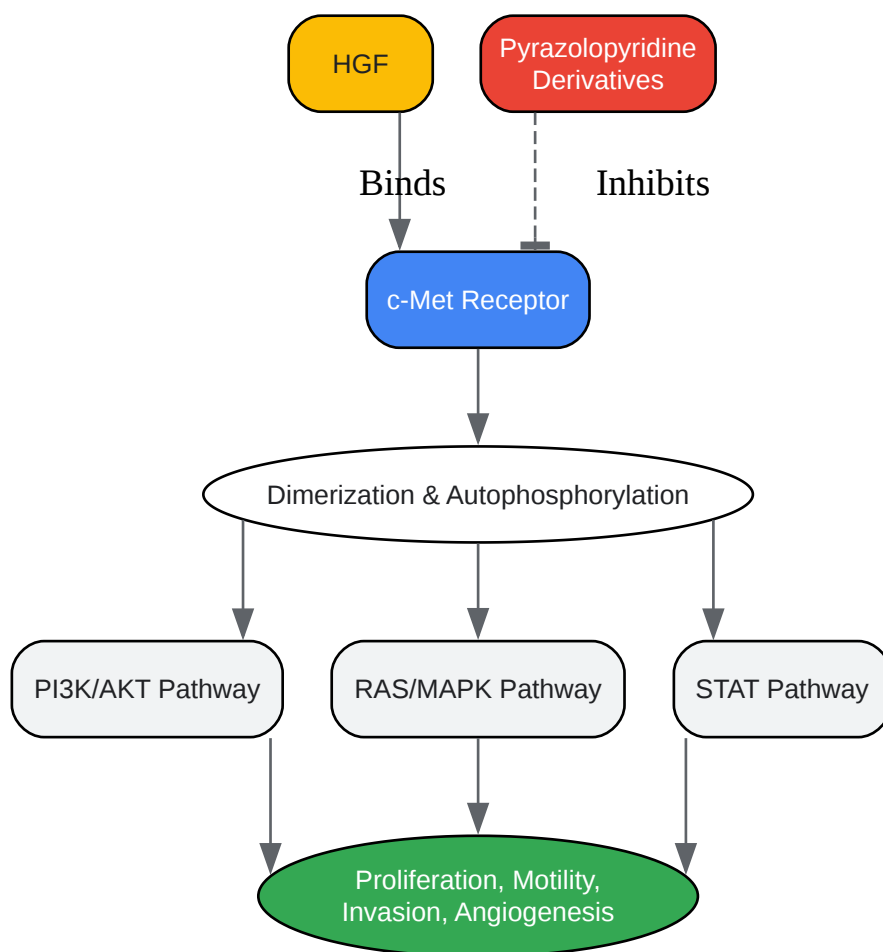 HGF
Pyrazolopyridine
Derivatives
Binds
Inhibits
c-Met Receptor
Dimerization & Autophosphorylation
PI3K/AKT Pathway
RAS/MAPK Pathway
STAT Pathway
Proliferation, Motility,
Invasion, Angiogenesis